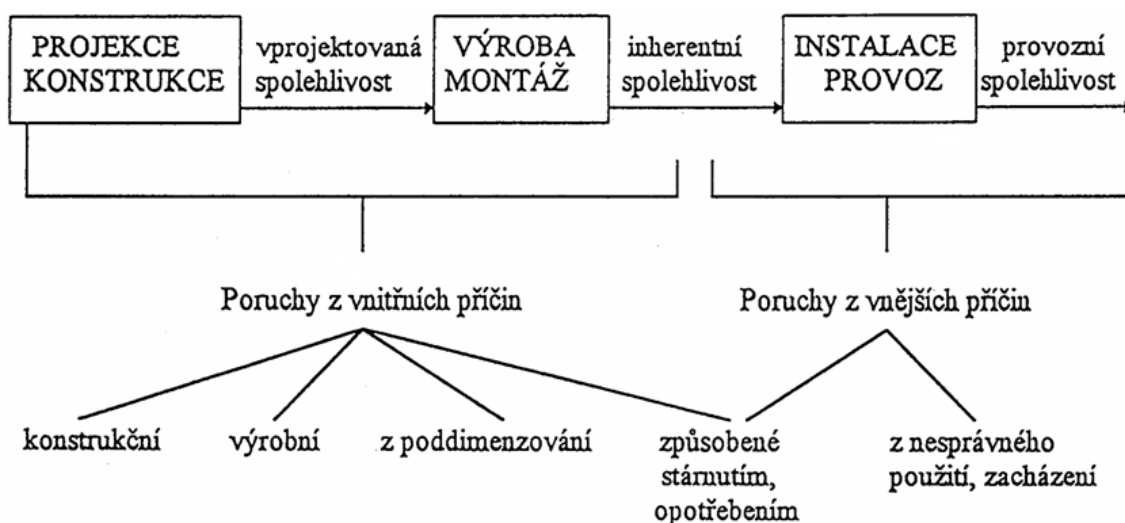 PROJEKCE
KONSTRUKCE
vprojektovaná
spolehlivost
VÝROBA
MONTÁŽ
inherentní
spolehlivost
INSTALACE
PROVOZ
provozní
spolehlivost
Poruchy z vnitřních příčin
Poruchy z vnějších příčin
konstrukční
výrobní
z poddimenzování
způsobené
stárnutím,
opotřebením
z nesprávného
použití, zacházení